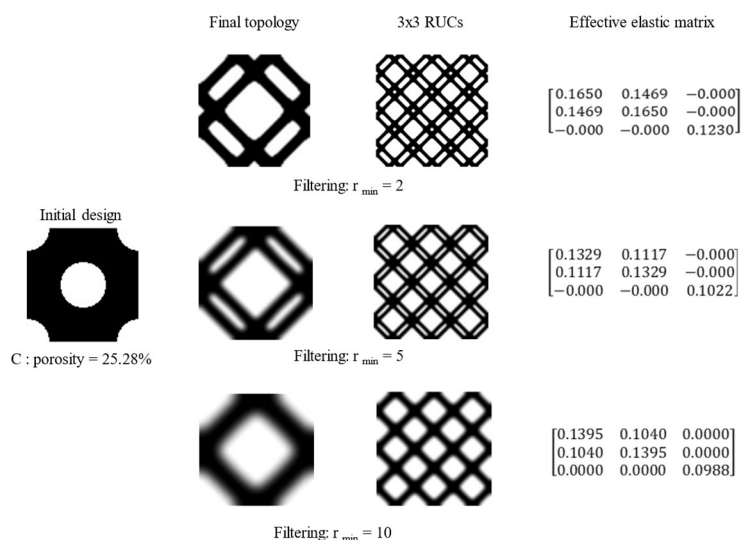 Final topology 3x3 RUCs Effective elastic matrix
0.1650 0.1469 −0.000
0.1469 0.1650 −0.000
−0.000 −0.000 0.1230
Filtering: r min = 2
Initial design
0.1329 0.1117 −0.000
0.1117 0.1329 −0.000
−0.000 −0.000 0.1022
C : porosity = 25.28%
Filtering: r min = 5
0.1395 0.1040 0.0000
0.1040 0.1395 0.0000
0.0000 0.0000 0.0988
Filtering: r min = 10